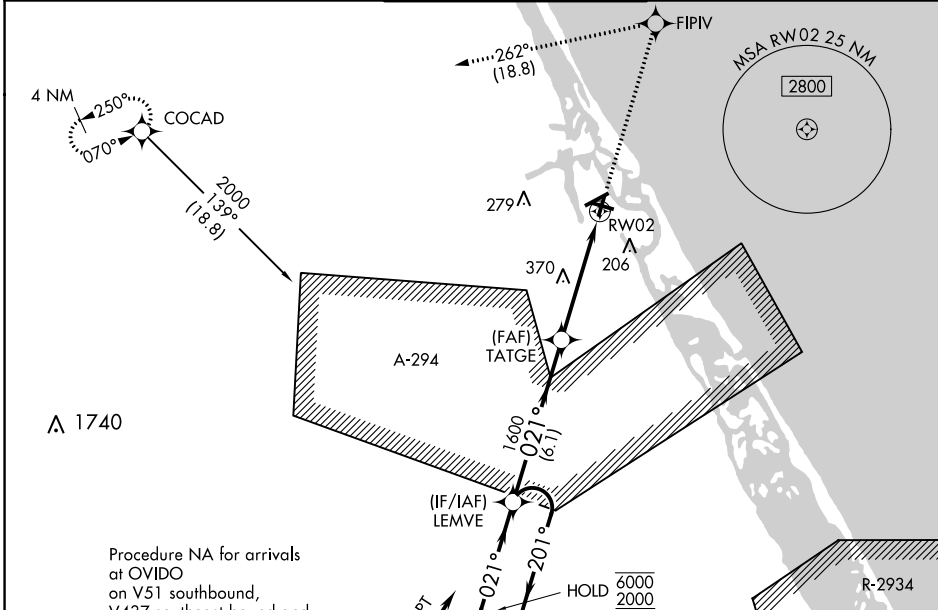 FIPIV
262°
(18.8)
MSA RW02 25 NM
2800
4 NM
250°
070°
COCAD
2000
139°
(18.8)
279
RW02
206
370
(FAF)
TATGE
A-294
1740
1600
021°
(6.1)
(IF/IAF)
LEMVE
201°
021°
HOLD
6000
2000
R-2934
Procedure NA for arrivals
at OVIDO
on V51 southbound,